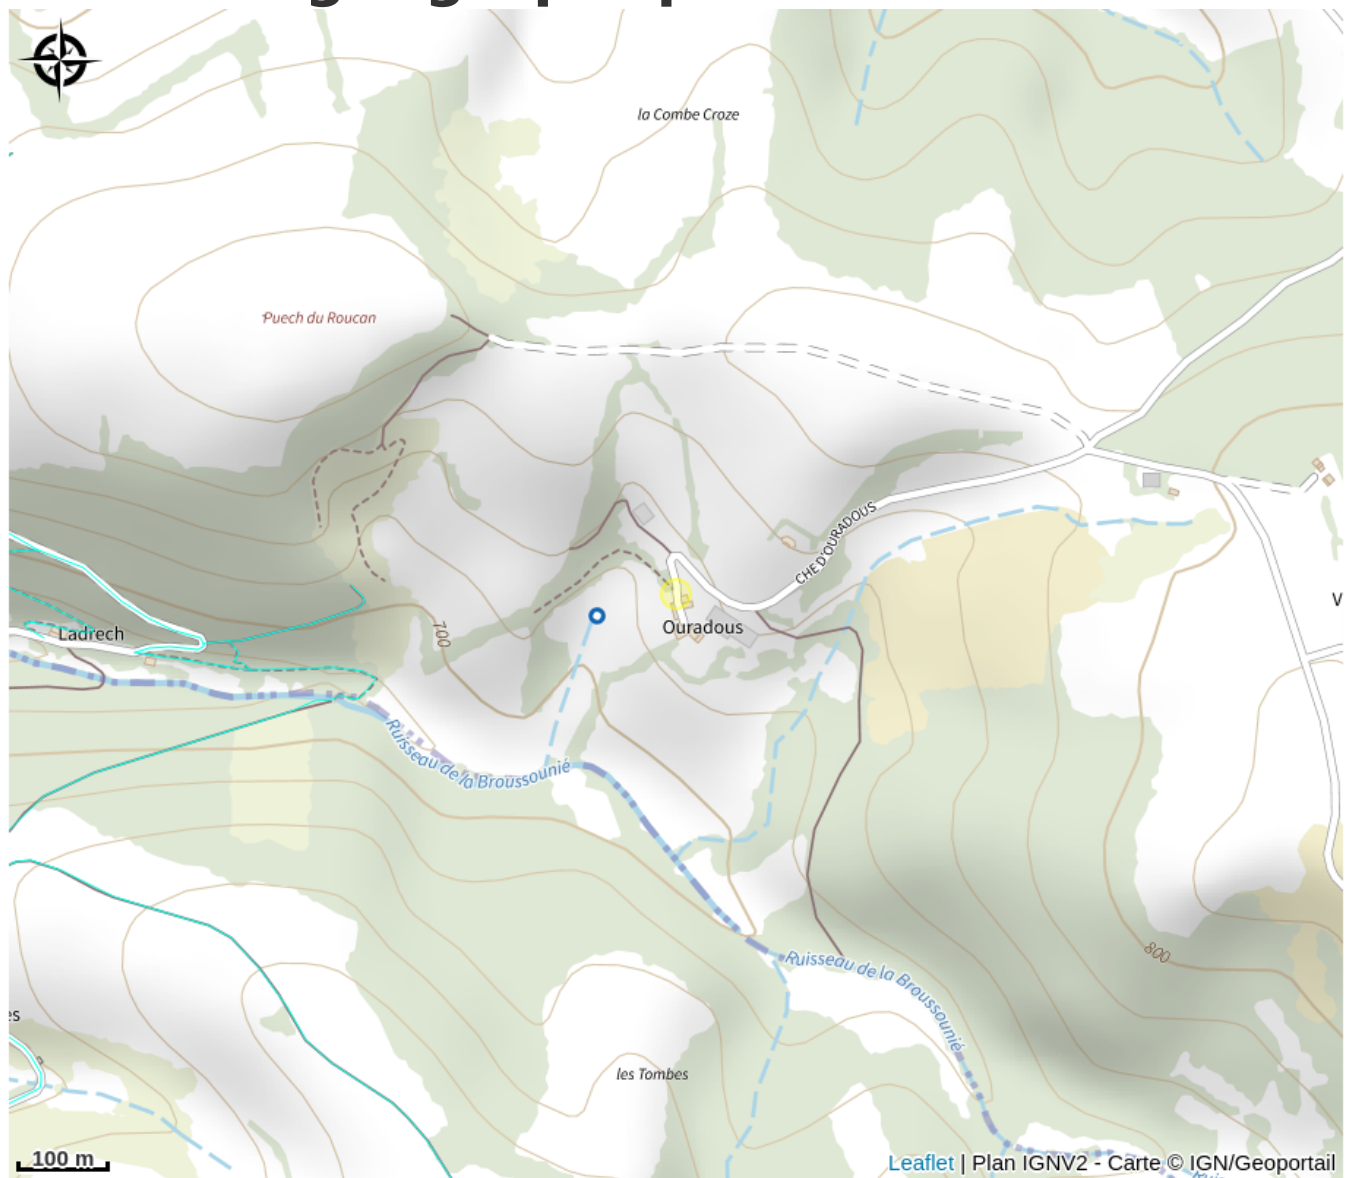 la Combe Croze
Puech du Roucan
CHE D'OURADOUS
Ladrech
700
Ouradous
V
Ruisseau de la Broussounié
800
Ruisseau de la Broussounié
es
les Tombes
100 m
Leaflet | Plan IGNV2 - Carte © IGN/Geoportail